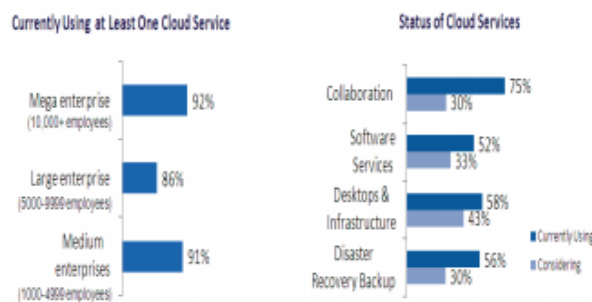 Currently Using at Least One Cloud Service
Mega enterprise
(10,000+ employees)
92%
Large enterprise
(5000-9999 employees)
86%
Medium
enterprises
(1000-4999 employees)
91%
Status of Cloud Services
Collaboration
75%
30%
Software
Services
52%
33%
Desktops &
Infrastructure
58%
43%
Disaster
Recovery Backup
56%
30%
Currently Using
Considering